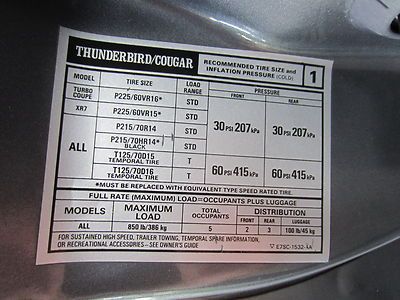 THUNDERBIRD/COUGAR RECOMMENDED TIRE SIZE and INFLATION PRESSURE (COLD) 1
MODEL TIRE SIZE LOAD RANGE PRESSURE
FRONT REAR
TURBO COUPE P225/60VR16* STD
XR7 P225/60VR15* STD
P215/70R14 STD 30 PSI 207 kPa 30 PSI 207 kPa
ALL P215/70HR14* BLACK STD
T125/70D15 TEMPORAL TIRE T 60 PSI 415 kPa 60 PSI 415 kPa
T125/70D16 TEMPORAL TIRE T
*MUST BE REPLACED WITH EQUIVALENT TYPE SPEED RATED TIRE.
FULL RATE (MAXIMUM) LOAD=OCCUPANTS PLUS LUGGAGE
MODELS MAXIMUM LOAD TOTAL OCCUPANTS DISTRIBUTION
FRONT REAR LUGGAGE
ALL 850 lb/386 kg 5 2 3 100 lb/45 kg
FOR SUSTAINED HIGH SPEED, TRAILER TOWING, TEMPORAL SPARE INFORMATION,
OR RECREATIONAL ACCESSORIES—SEE OWNER'S GUIDE. ▽ E7SC-1532-AA